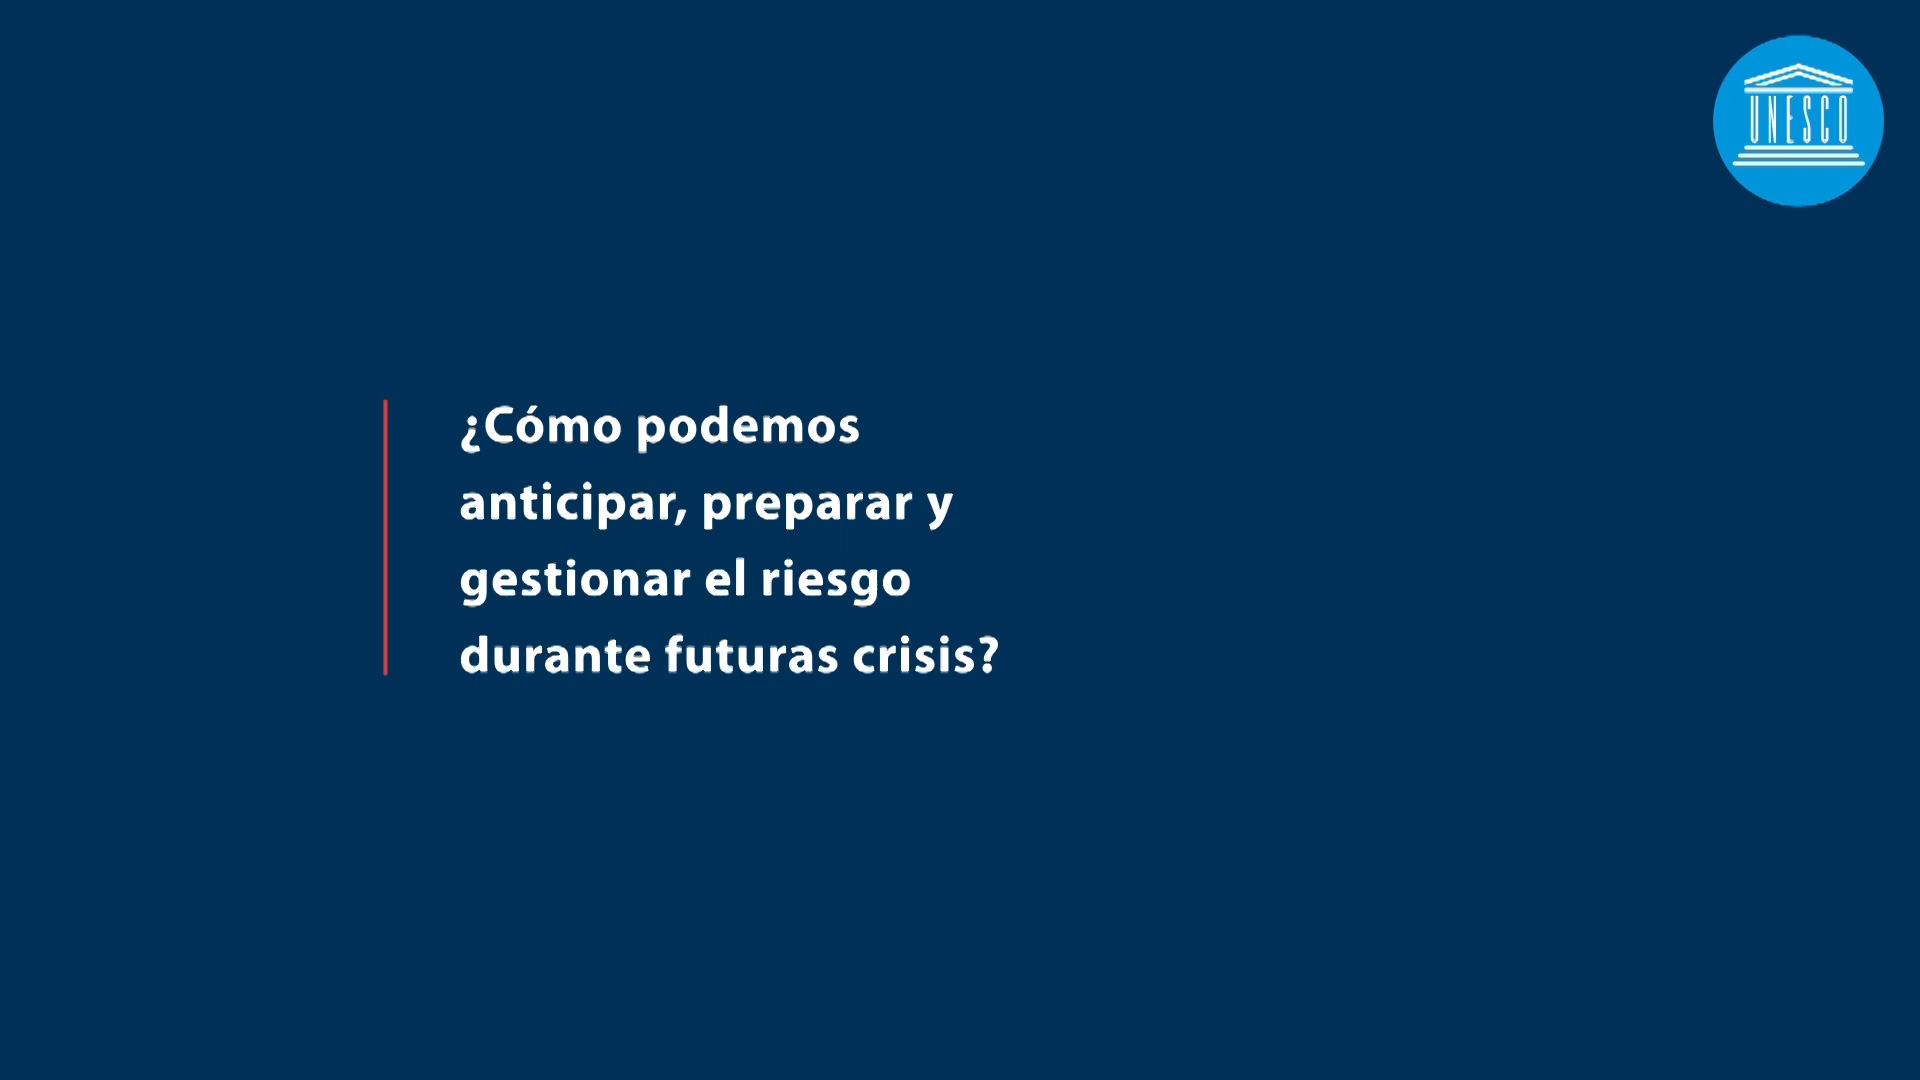 UNESCO
¿Cómo podemos
anticipar, preparar y
gestionar el riesgo
durante futuras crisis?